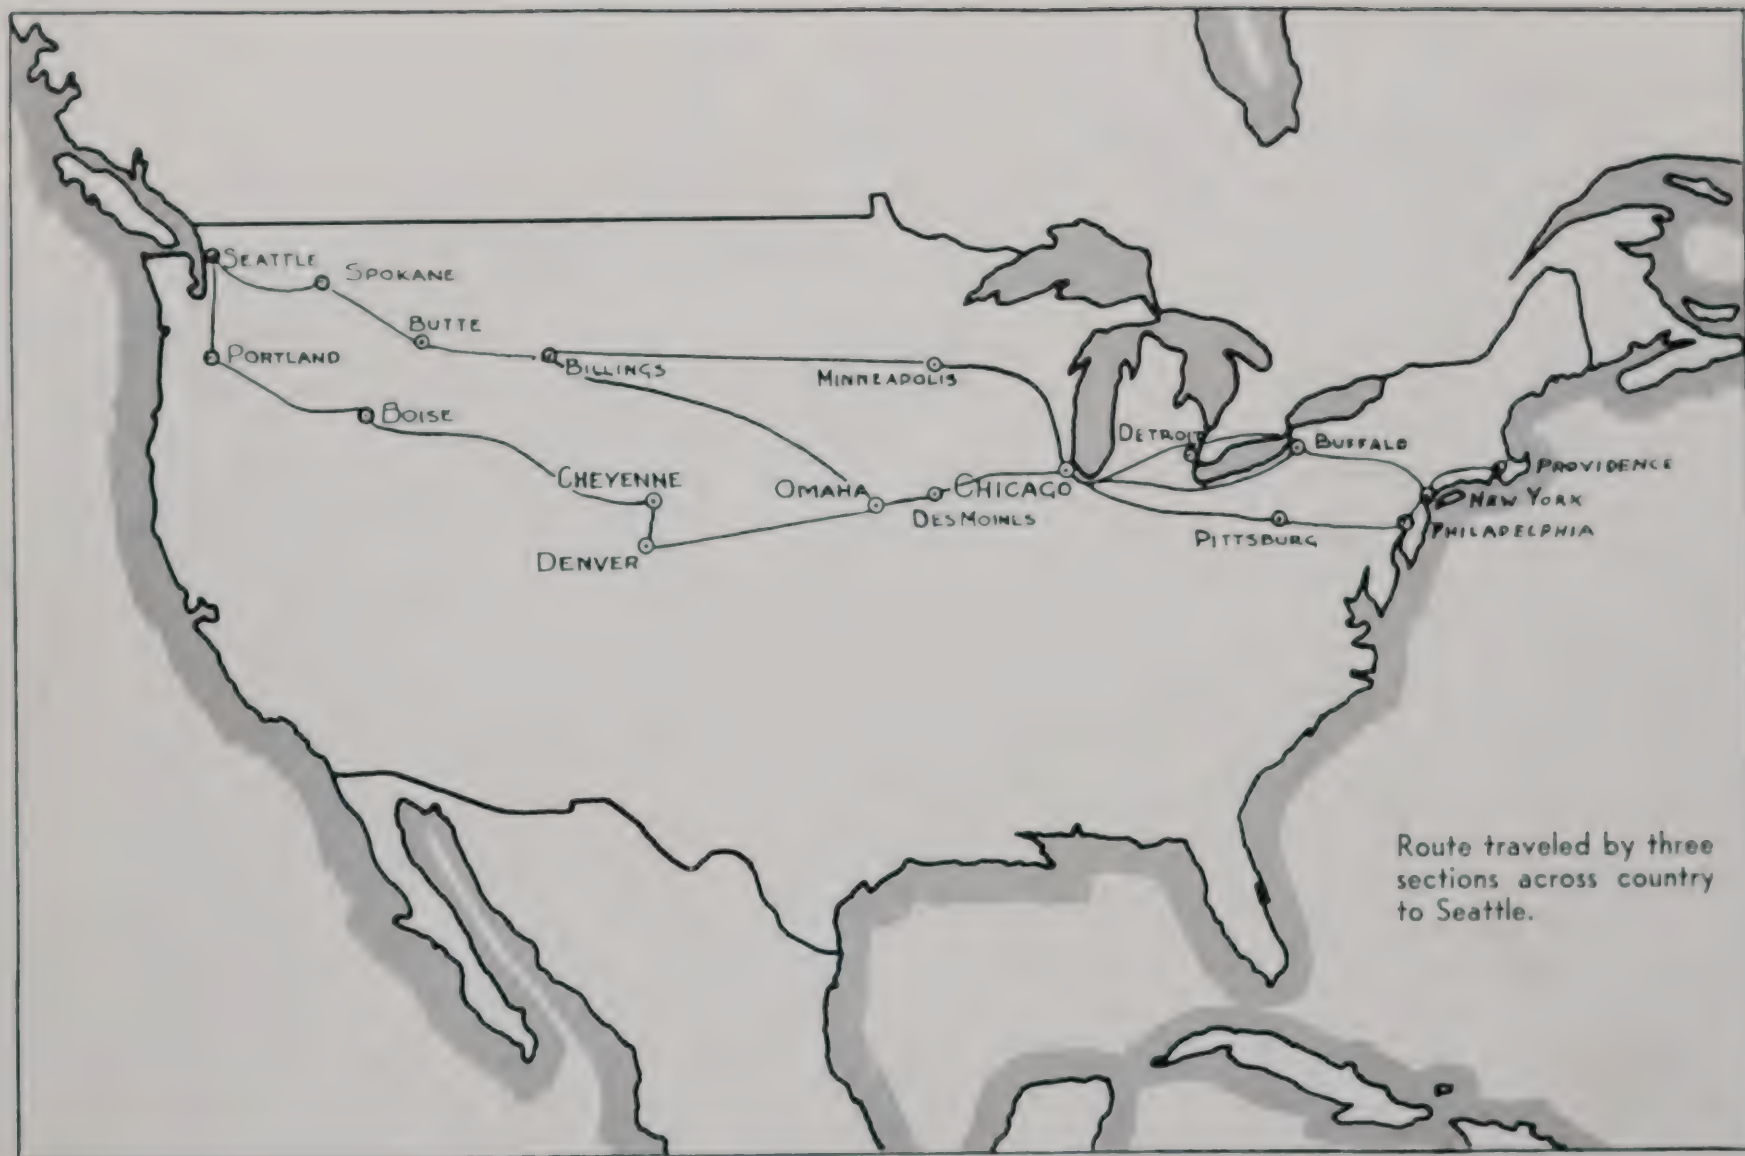 SEATTLE
SPOKANE
BUTTE
PORTLAND
BILLINGS
MINNEAPOLIS
BOISE
DETROIT
BUFFALO
CHEYENNE
OMAHA
CHICAGO
PROVIDENCE
NEW YORK
DES MOINES
PITTSBURG
PHILADELPHIA
DENVER
Route traveled by three
sections across country
to Seattle.